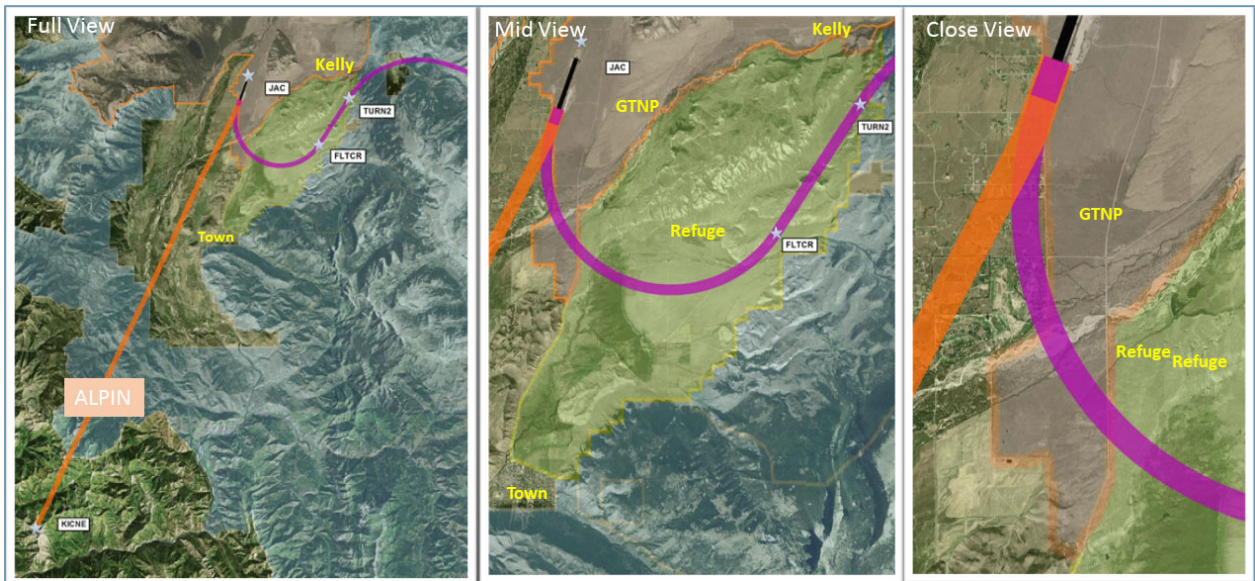 Full View
Kelly
JAC
TURN2
FLTCR
Town
ALPIN
KICNE
Mid View
Kelly
JAC
GTNP
TURN2
Refuge
FLTCR
Town
Close View
GTNP
Refuge Refuge